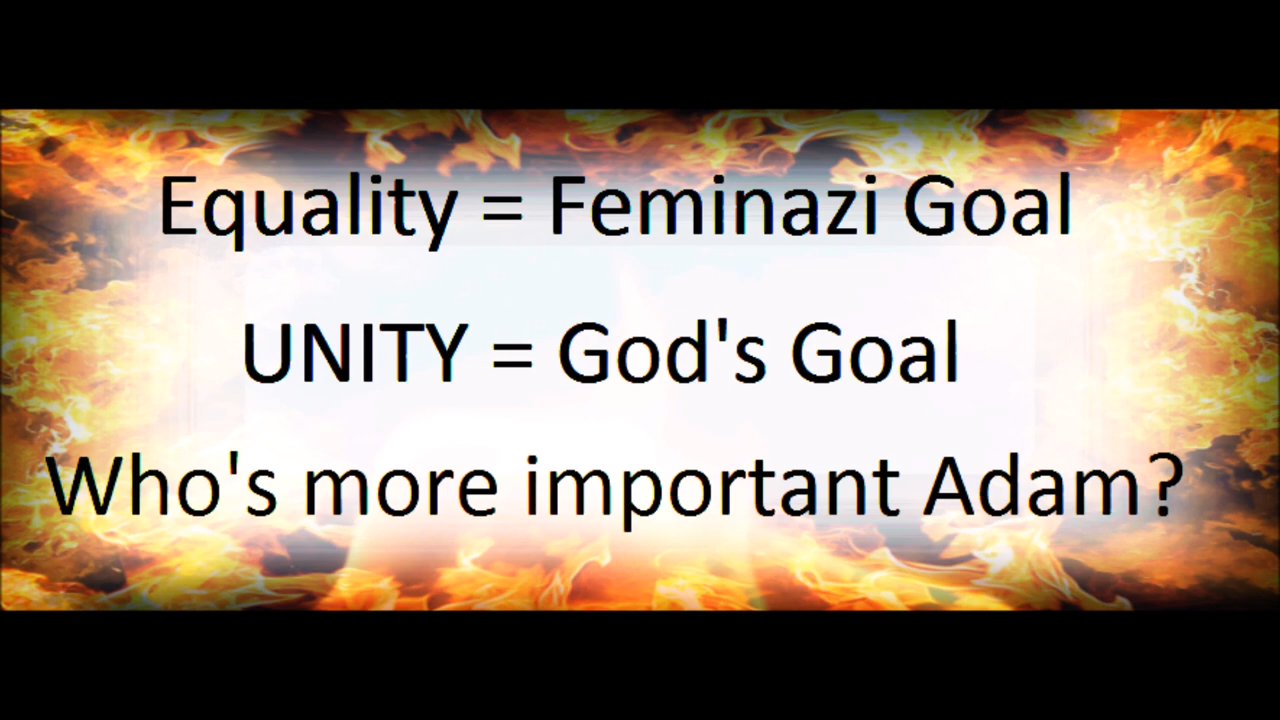 Equality = Feminazi Goal
UNITY = God's Goal
Who's more important Adam?